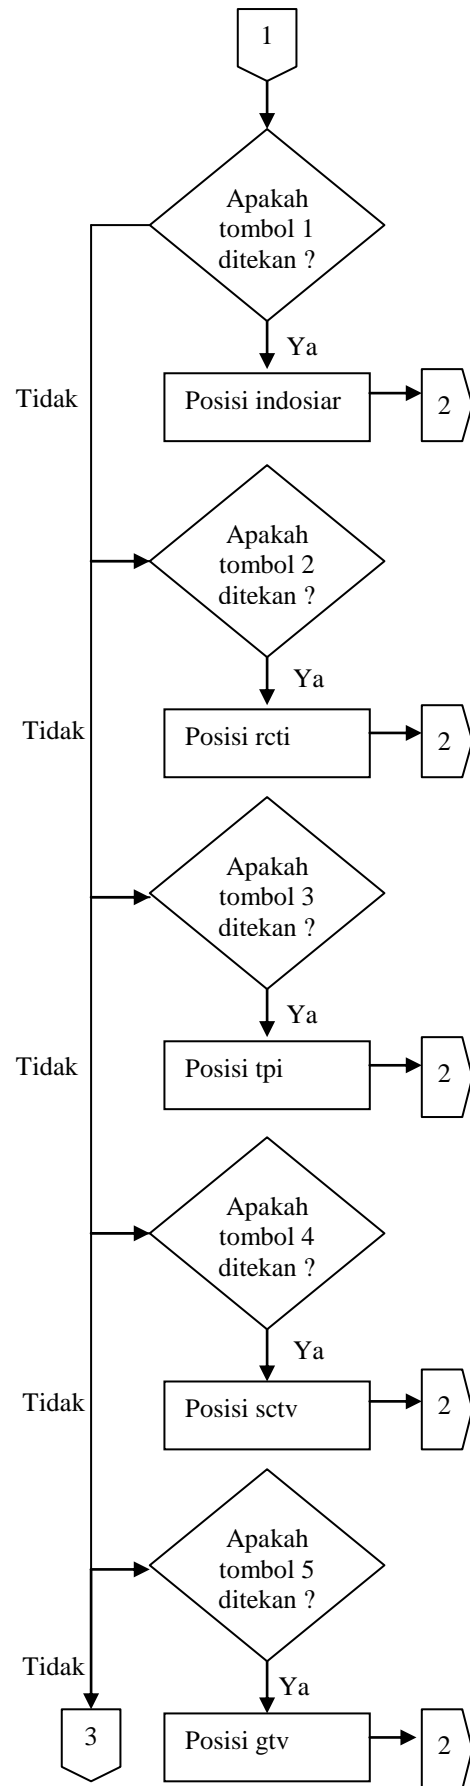 1
Apakah
tombol 1
ditekan ?
Ya
Tidak
Posisi indosiar
2
Apakah
tombol 2
ditekan ?
Ya
Tidak
Posisi rcti
2
Apakah
tombol 3
ditekan ?
Ya
Tidak
Posisi tpi
2
Apakah
tombol 4
ditekan ?
Ya
Tidak
Posisi sctv
2
Apakah
tombol 5
ditekan ?
Tidak
Ya
3
Posisi gtv
2